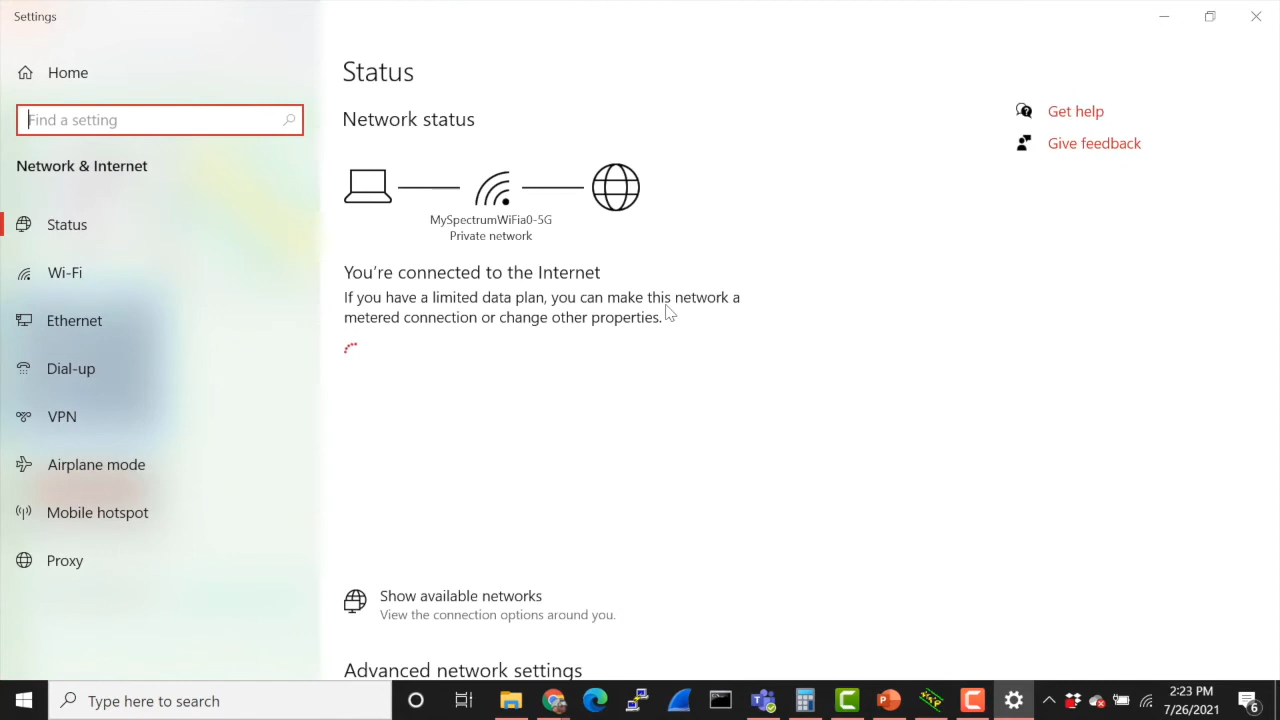 Settings
Home
Find a setting
Network & Internet
Status
Wi-Fi
Ethernet
Dial-up
VPN
Airplane mode
Mobile hotspot
Proxy
Status
Network status
MySpectrumWiFia0-5G
Private network
You're connected to the Internet
If you have a limited data plan, you can make this network a
metered connection or change other properties.
Show available networks
View the connection options around you.
Advanced network settings
Get help
Give feedback
Type here to search
2:23 PM
7/26/2021
6